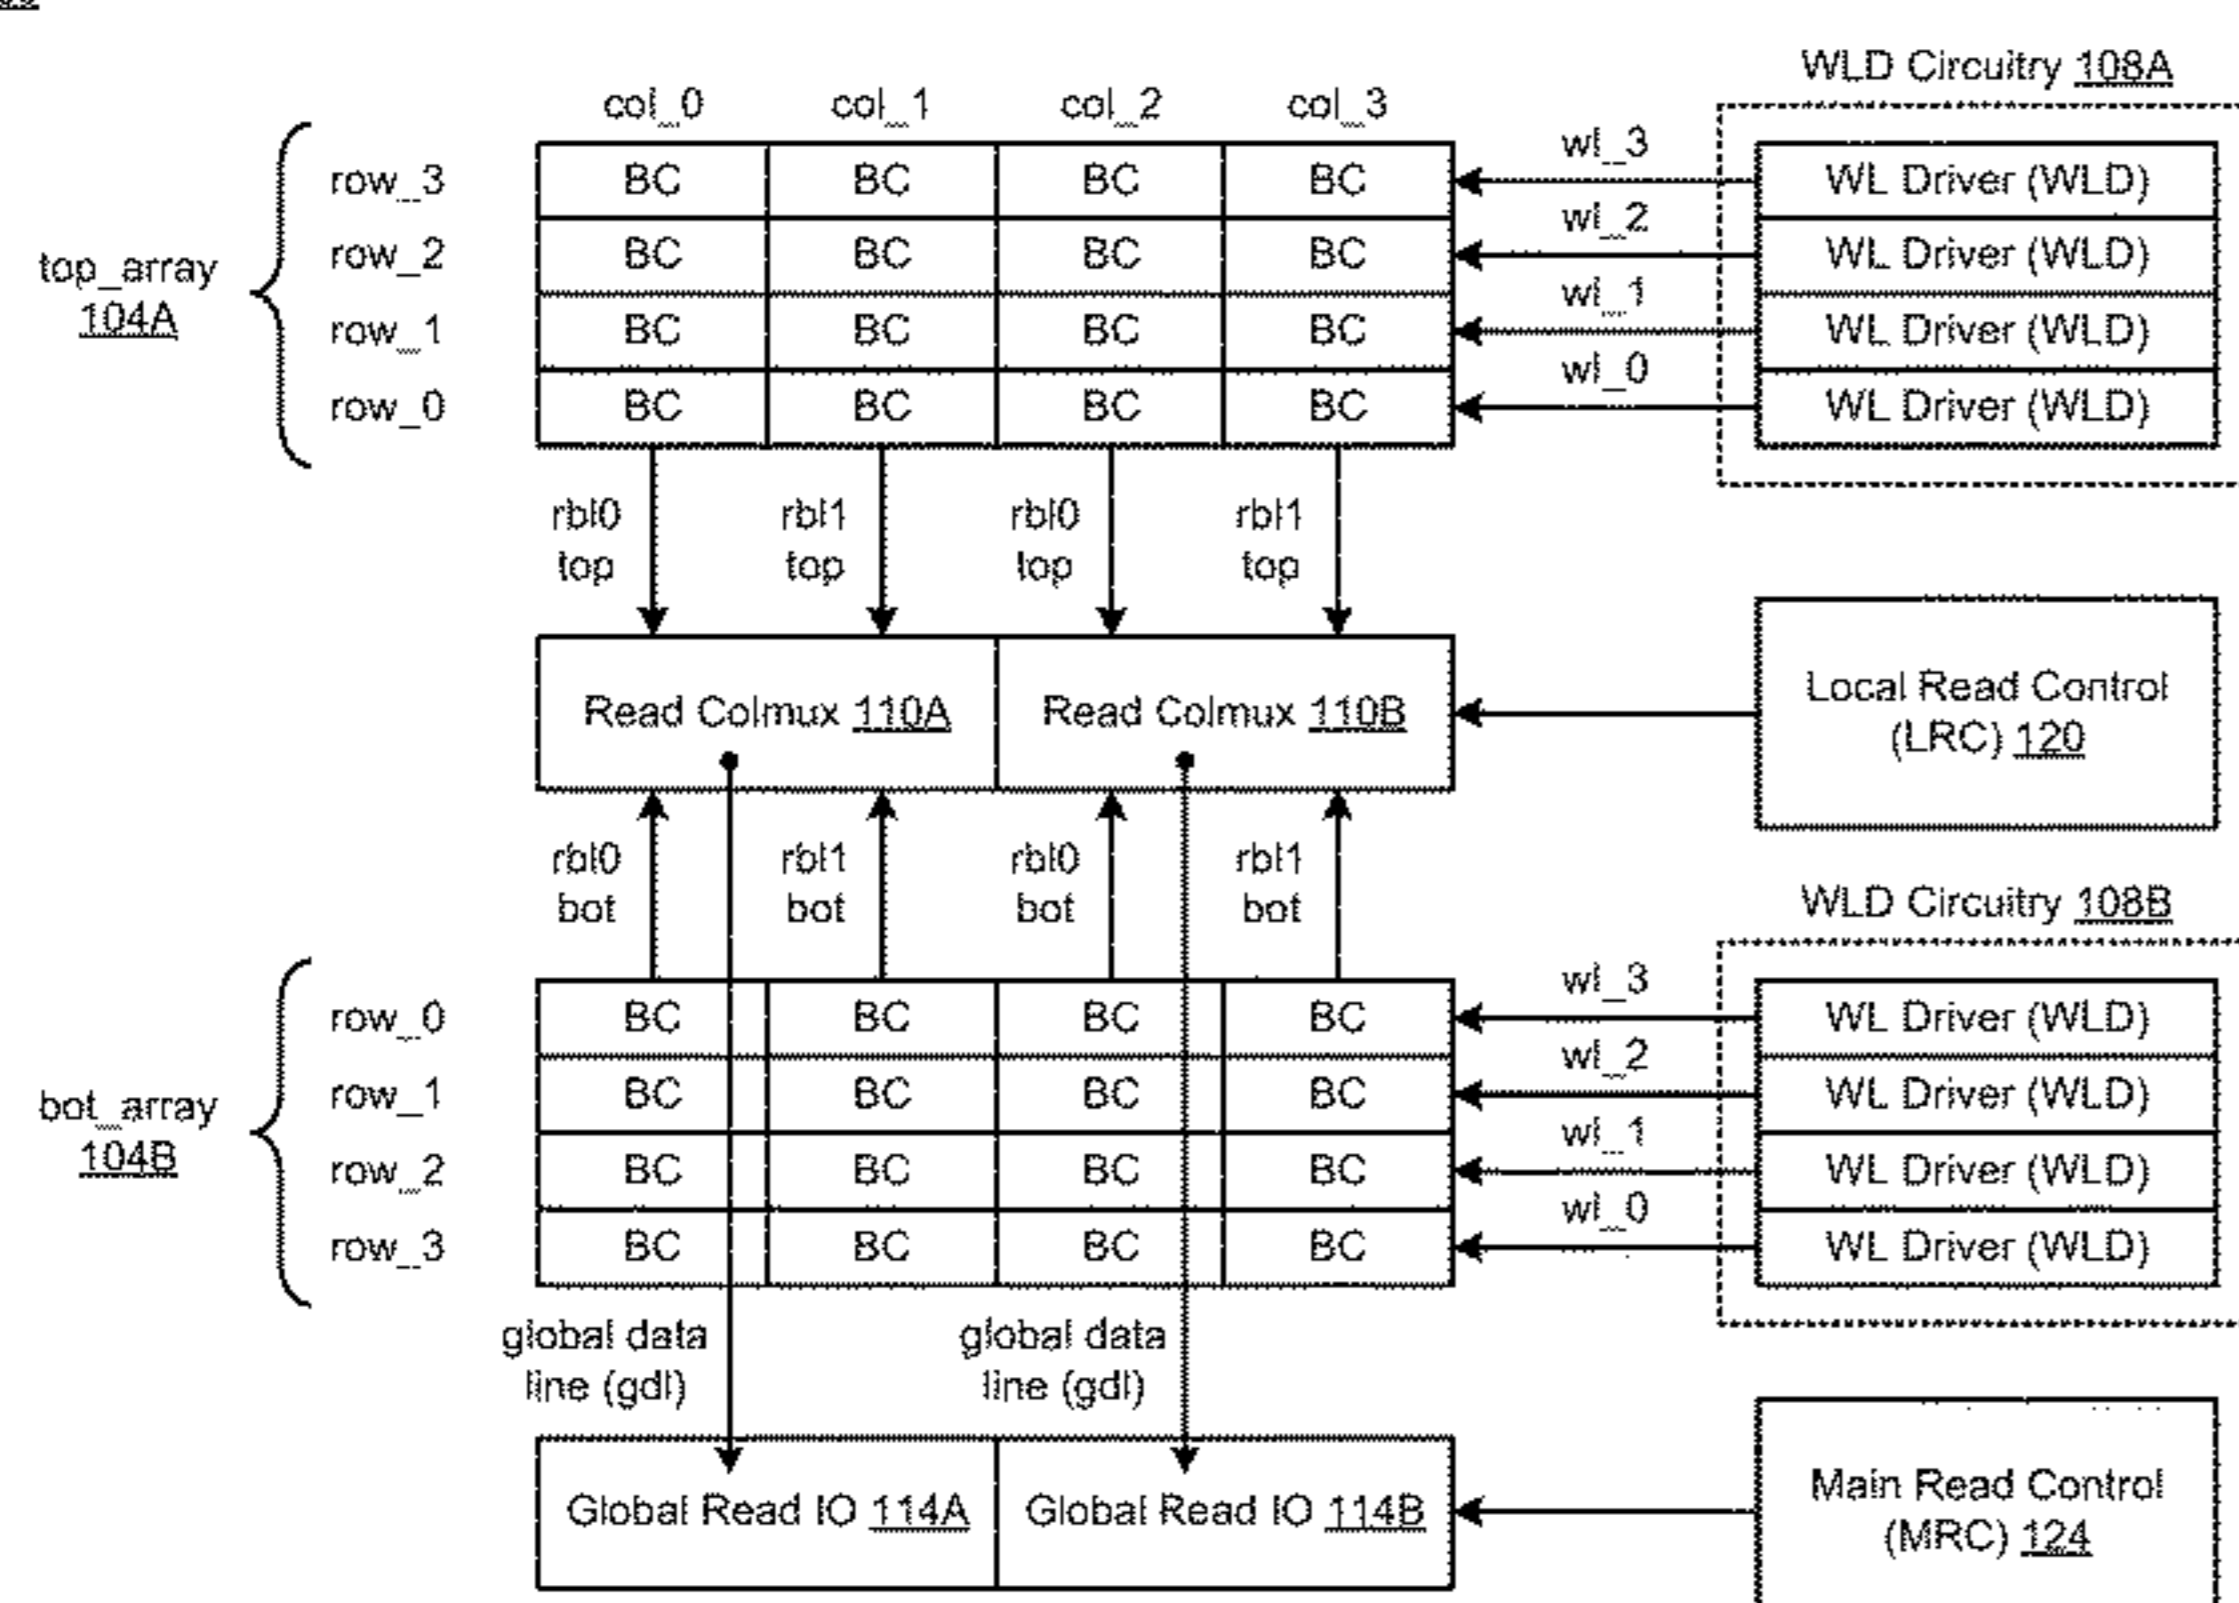 WLD Circuitry 108A
col_0 col_1 col_2 col_3
row_3 BC BC BC BC wl_3 WL Driver (WLD)
row_2 BC BC BC BC wl_2 WL Driver (WLD)
top_array
104A
row_1 BC BC BC BC wl_1 WL Driver (WLD)
row_0 BC BC BC BC wl_0 WL Driver (WLD)
rbl0 rbl1 rbl0 rbl1
top top top top
Read Colmux 110A Read Colmux 110B
Local Read Control
(LRC) 120
rbl0 rbl1 rbl0 rbl1
bot bot bot bot
WLD Circuitry 108B
row_0 BC BC BC BC wl_3 WL Driver (WLD)
row_1 BC BC BC BC wl_2 WL Driver (WLD)
bot_array
104B
row_2 BC BC BC BC wl_1 WL Driver (WLD)
row_3 BC BC BC BC wl_0 WL Driver (WLD)
global data global data
line (gdl) line (gdl)
Global Read IO 114A Global Read IO 114B
Main Read Control
(MRC) 124